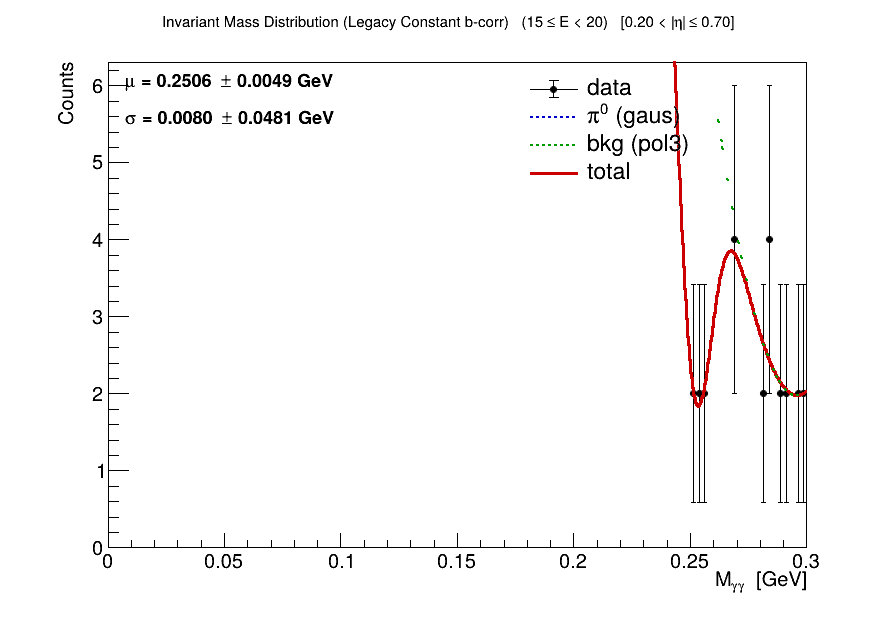 Invariant Mass Distribution (Legacy Constant b-corr) (15 ≤ E < 20) [0.20 < |η| ≤ 0.70]
Counts
μ = 0.2506 ± 0.0049 GeV
σ = 0.0080 ± 0.0481 GeV
data
π⁰ (gaus)
bkg (pol3)
total
6
5
4
3
2
1
0
0 0.05 0.1 0.15 0.2 0.25 0.3
Mγγ [GeV]